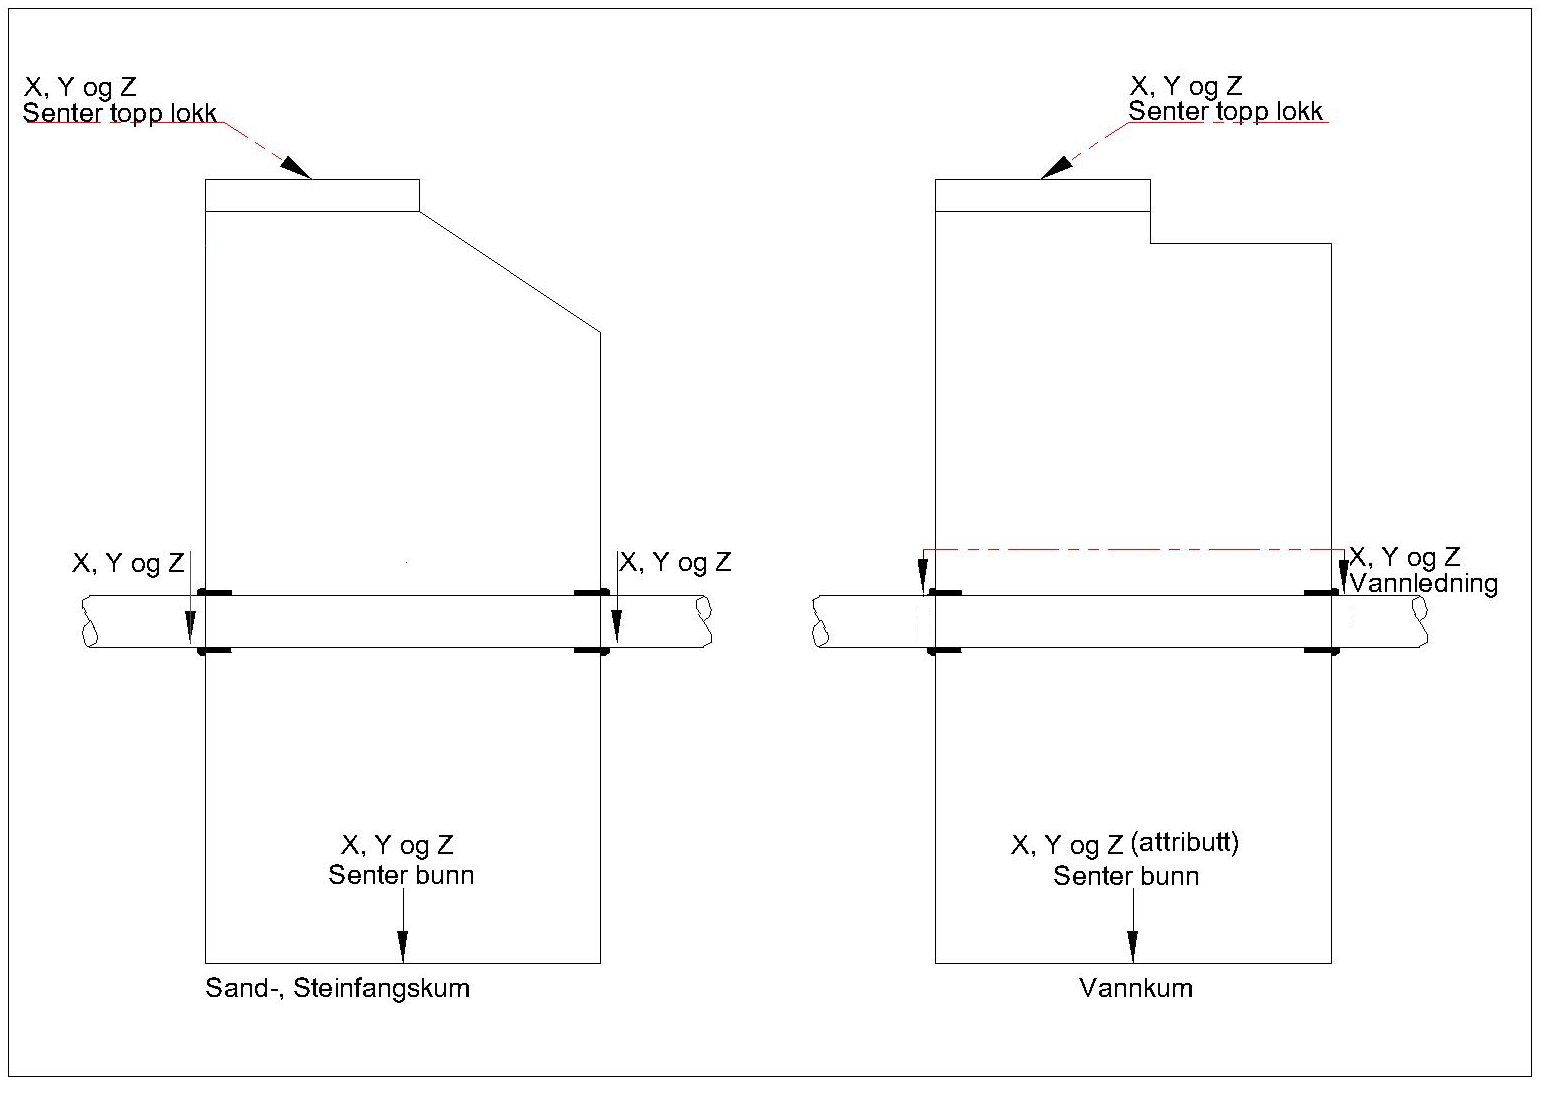 X, Y og Z
Senter topp lokk
X, Y og Z
Senter topp lokk
X, Y og Z
X, Y og Z
X, Y og Z
Vannledning
X, Y og Z
Senter bunn
X, Y og Z (attributt)
Senter bunn
Sand-, Steinfangskum
Vannkum